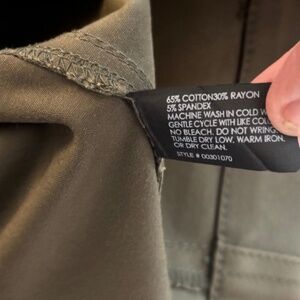 65% COTTON30% RAYON
5% SPANDEX
MACHINE WASH IN COLD W
GENTLE CYCLE WITH LIKE COL
NO BLEACH. DO NOT WRING
TUMBLE DRY LOW. WARM IRON.
OR DRY CLEAN.
STYLE # 00301070